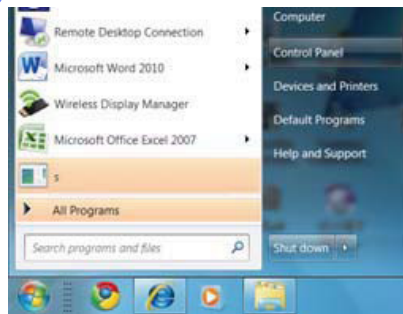 Remote Desktop Connection
Microsoft Word 2010
Wireless Display Manager
Microsoft Office Excel 2007
s
All Programs
Search programs and files
Computer
Control Panel
Devices and Printers
Default Programs
Help and Support
Shut down